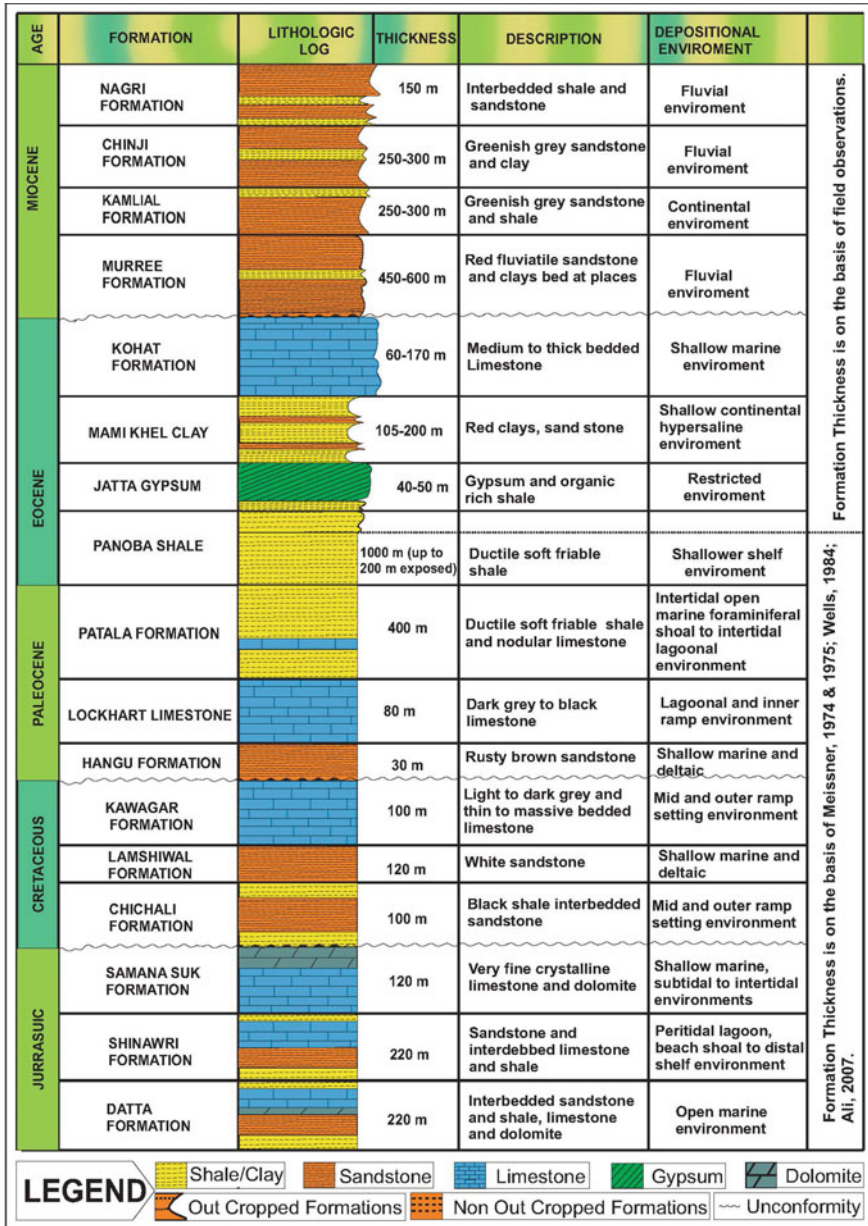 AGE
FORMATION
LITHOLOGIC
LOG
THICKNESS
DESCRIPTION
DEPOSITIONAL
ENVIROMENT
MIOCENE
NAGRI
FORMATION
150 m
Interbedded shale and
sandstone
Fluvial
enviroment
CHINJI
FORMATION
250-300 m
Greenish grey sandstone
and clay
Fluvial
enviroment
KAMLIAL
FORMATION
250-300 m
Greenish grey sandstone
and shale
Continental
enviroment
MURREE
FORMATION
450-600 m
Red fluviatile sandstone
and clays bed at places
Fluvial
enviroment
EOCENE
KOHAT
FORMATION
60-170 m
Medium to thick bedded
Limestone
Shallow marine
enviroment
MAMI KHEL CLAY
105-200 m
Red clays, sand stone
Shallow continental
hypersaline
enviroment
JATTA GYPSUM
40-50 m
Gypsum and organic
rich shale
Restricted
enviroment
PANOBA SHALE
1000 m (up to
200 m exposed)
Ductile soft friable
shale
Shallower shelf
enviroment
PALEOCENE
PATALA FORMATION
400 m
Ductile soft friable shale
and nodular limestone
Intertidal open
marine foraminiferal
shoal to intertidal
lagoonal
environment
LOCKHART LIMESTONE
80 m
Dark grey to black
limestone
Lagoonal and inner
ramp environment
HANGU FORMATION
30 m
Rusty brown sandstone
Shallow marine and
deltaic
CRETACEOUS
KAWAGAR
FORMATION
100 m
Light to dark grey and
thin to massive bedded
limestone
Mid and outer ramp
setting environment
LAMSHIWAL
FORMATION
120 m
White sandstone
Shallow marine and
deltaic
CHICHALI
FORMATION
100 m
Black shale interbedded
sandstone
Mid and outer ramp
setting environment
JURRASUIC
SAMANA SUK
FORMATION
120 m
Very fine crystalline
limestone and dolomite
Shallow marine,
subtidal to intertidal
environments
SHINAWRI
FORMATION
220 m
Sandstone and
interdebbed limestone
and shale
Peritidal lagoon,
beach shoal to distal
shelf environment
DATTA
FORMATION
220 m
Interbedded sandstone
and shale, limestone
and dolomite
Open marine
environment
Formation Thickness is on the basis of field observations.
Formation Thickness is on the basis of Meissner, 1974 & 1975; Wells, 1984;
Ali, 2007.
LEGEND
Shale/Clay
Sandstone
Limestone
Gypsum
Dolomite
Out Cropped Formations
Non Out Cropped Formations
Unconformity